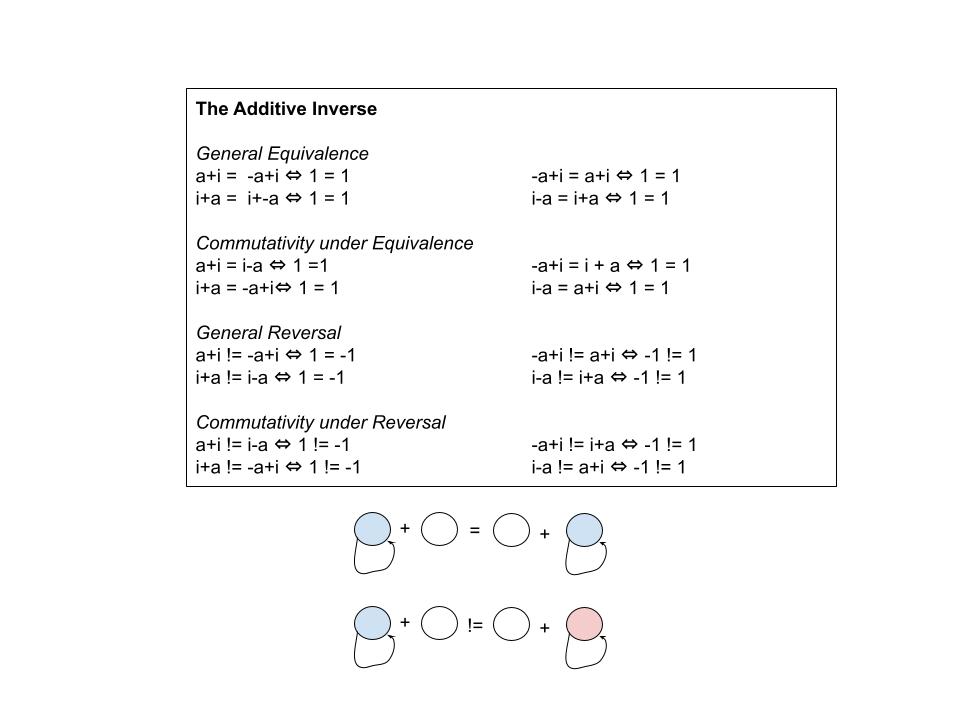 The Additive Inverse
General Equivalence
a+i =  -a+i ⇔ 1 = 1
-a+i = a+i ⇔ 1 = 1
i+a =  i+-a ⇔ 1 = 1
i-a = i+a ⇔ 1 = 1
Commutativity under Equivalence
a+i = i-a ⇔ 1 =1
-a+i = i + a ⇔ 1 = 1
i+a = -a+i⇔ 1 = 1
i-a = a+i ⇔ 1 = 1
General Reversal
a+i != -a+i ⇔ 1 = -1
-a+i != a+i ⇔ -1 != 1
i+a != i-a ⇔ 1 = -1
i-a != i+a ⇔ -1 != 1
Commutativity under Reversal
a+i != i-a ⇔ 1 != -1
-a+i != i+a ⇔ -1 != 1
i+a != -a+i ⇔ 1 != -1
i-a != a+i ⇔ -1 != 1
+ = +
+ != +